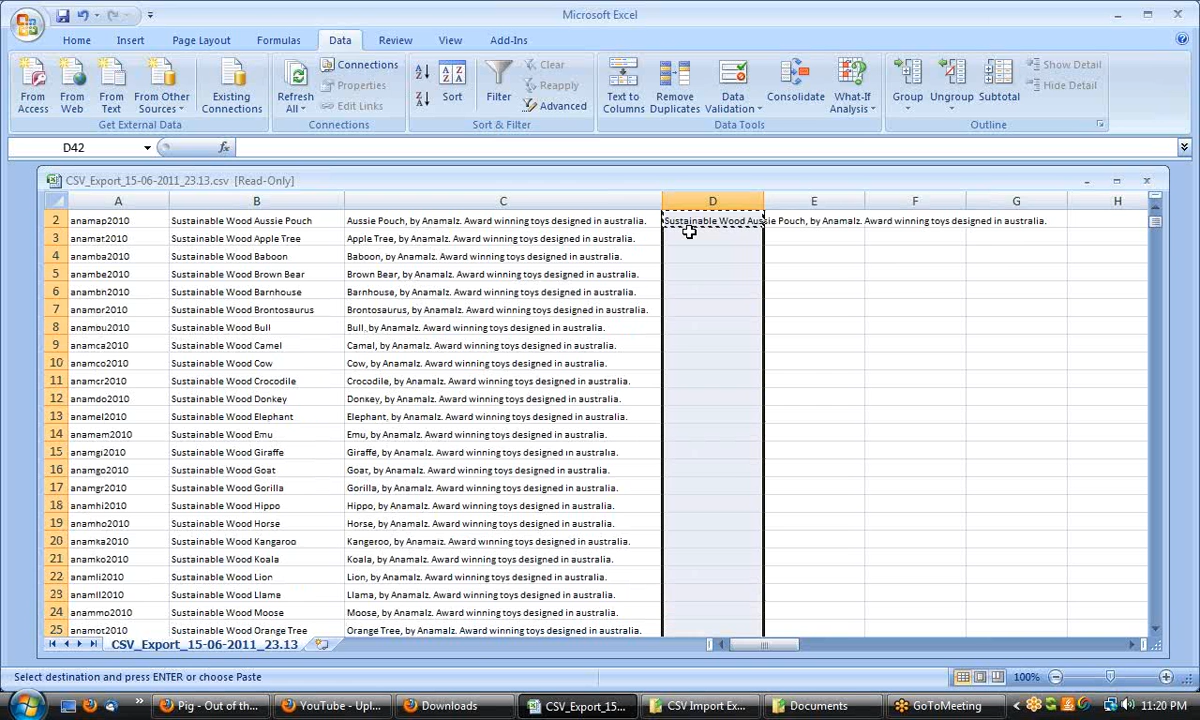 Microsoft Excel
Home Insert Page Layout Formulas Data Review View Add-Ins
From Access
From Web
From Text
From Other Sources
Existing Connections
Get External Data
Refresh All
Connections
Properties
Edit Links
Connections
Sort
Filter
Clear
Reapply
Advanced
Sort & Filter
Text to Columns
Remove Duplicates
Data Validation
Consolidate
What-If Analysis
Data Tools
Group
Ungroup
Subtotal
Show Detail
Hide Detail
Outline
D42 fx
CSV_Export_15-06-2011_23.13.csv [Read-Only]
A B C D E F G H
2 anamap2010 Sustainable Wood Aussie Pouch Aussie Pouch, by Anamalz. Award winning toys designed in australia. Sustainable Wood Aussie Pouch, by Anamalz. Award winning toys designed in australia.
3 anamat2010 Sustainable Wood Apple Tree Apple Tree, by Anamalz. Award winning toys designed in australia.
4 anamba2010 Sustainable Wood Baboon Baboon, by Anamalz. Award winning toys designed in australia.
5 anambe2010 Sustainable Wood Brown Bear Brown Bear, by Anamalz. Award winning toys designed in australia.
6 anambn2010 Sustainable Wood Barnhouse Barnhouse, by Anamalz. Award winning toys designed in australia.
7 anambr2010 Sustainable Wood Brontosaurus Brontosaurus, by Anamalz. Award winning toys designed in australia.
8 anambu2010 Sustainable Wood Bull Bull, by Anamalz. Award winning toys designed in australia.
9 anamca2010 Sustainable Wood Camel Camel, by Anamalz. Award winning toys designed in australia.
10 anamco2010 Sustainable Wood Cow Cow, by Anamalz. Award winning toys designed in australia.
11 anamcr2010 Sustainable Wood Crocodile Crocodile, by Anamalz. Award winning toys designed in australia.
12 anamdo2010 Sustainable Wood Donkey Donkey, by Anamalz. Award winning toys designed in australia.
13 anamel2010 Sustainable Wood Elephant Elephant, by Anamalz. Award winning toys designed in australia.
14 anamem2010 Sustainable Wood Emu Emu, by Anamalz. Award winning toys designed in australia.
15 anamgi2010 Sustainable Wood Giraffe Giraffe, by Anamalz. Award winning toys designed in australia.
16 anamgo2010 Sustainable Wood Goat Goat, by Anamalz. Award winning toys designed in australia.
17 anamgr2010 Sustainable Wood Gorilla Gorilla, by Anamalz. Award winning toys designed in australia.
18 anamhi2010 Sustainable Wood Hippo Hippo, by Anamalz. Award winning toys designed in australia.
19 anamho2010 Sustainable Wood Horse Horse, by Anamalz. Award winning toys designed in australia.
20 anamka2010 Sustainable Wood Kangaroo Kangeroo, by Anamalz. Award winning toys designed in australia.
21 anamko2010 Sustainable Wood Koala Koala, by Anamalz. Award winning toys designed in australia.
22 anamli2010 Sustainable Wood Lion Lion, by Anamalz. Award winning toys designed in australia.
23 anamll2010 Sustainable Wood Llame Llama, by Anamalz. Award winning toys designed in australia.
24 anammo2010 Sustainable Wood Moose Moose, by Anamalz. Award winning toys designed in australia.
25 anamot2010 Sustainable Wood Orange Tree Orange Tree, by Anamalz. Award winning toys designed in australia.
CSV_Export_15-06-2011_23.13
Select destination and press ENTER or choose Paste 100%
Pig - Out of th... YouTube - Upl... Downloads CSV_Export_15-... CSV Import Ex... Documents GoToMeeting 11:20 PM